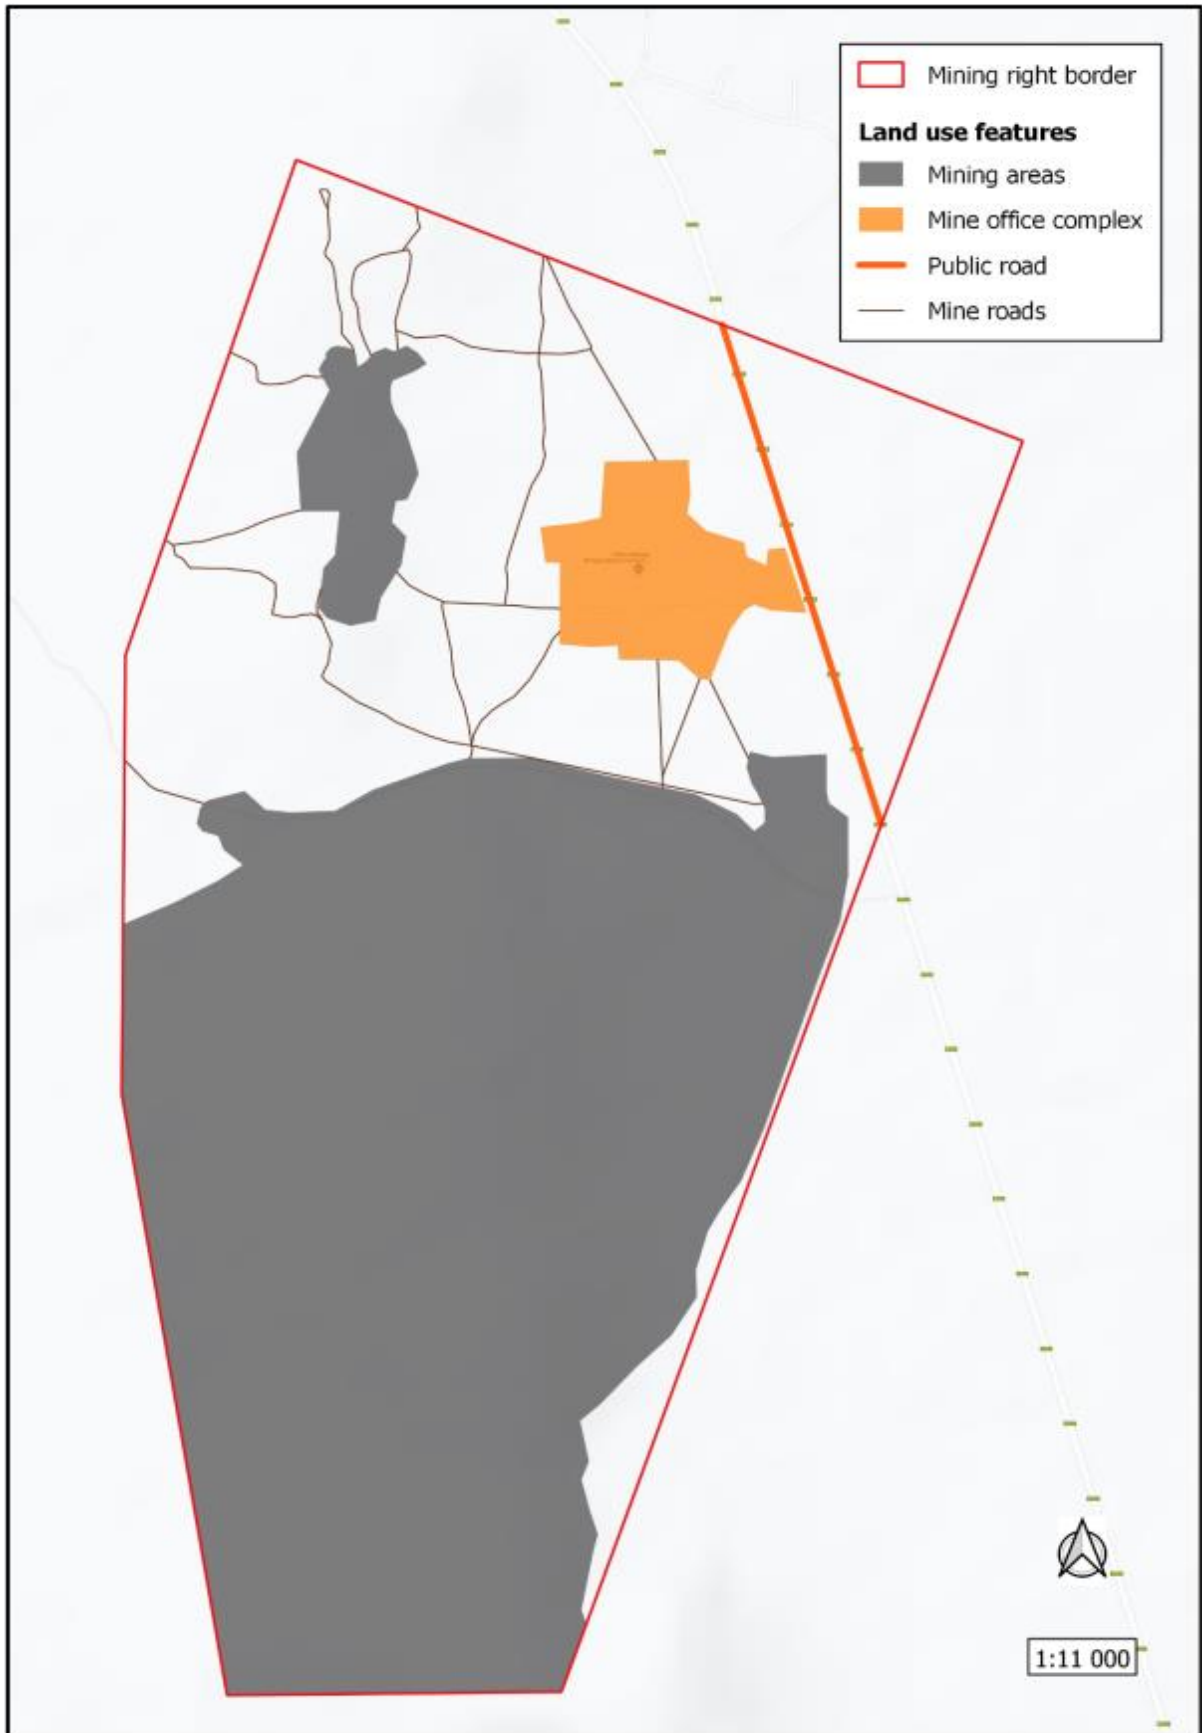 Mining right border
Land use features
Mining areas
Mine office complex
Public road
Mine roads
1:11 000